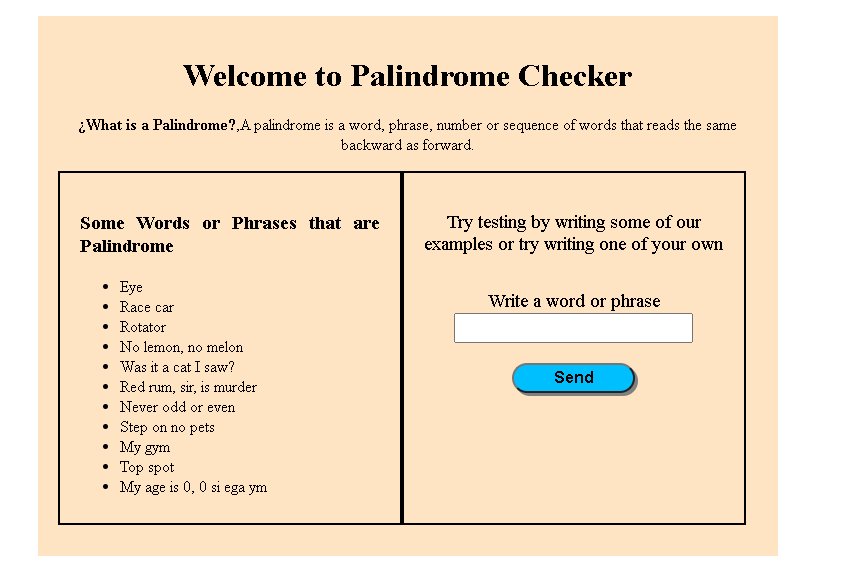 Welcome to Palindrome Checker
¿What is a Palindrome?,A palindrome is a word, phrase, number or sequence of words that reads the same
backward as forward.
Some Words or Phrases that are
Palindrome
Eye
Race car
Rotator
No lemon, no melon
Was it a cat I saw?
Red rum, sir, is murder
Never odd or even
Step on no pets
My gym
Top spot
My age is 0, 0 si ega ym
Try testing by writing some of our
examples or try writing one of your own
Write a word or phrase
Send